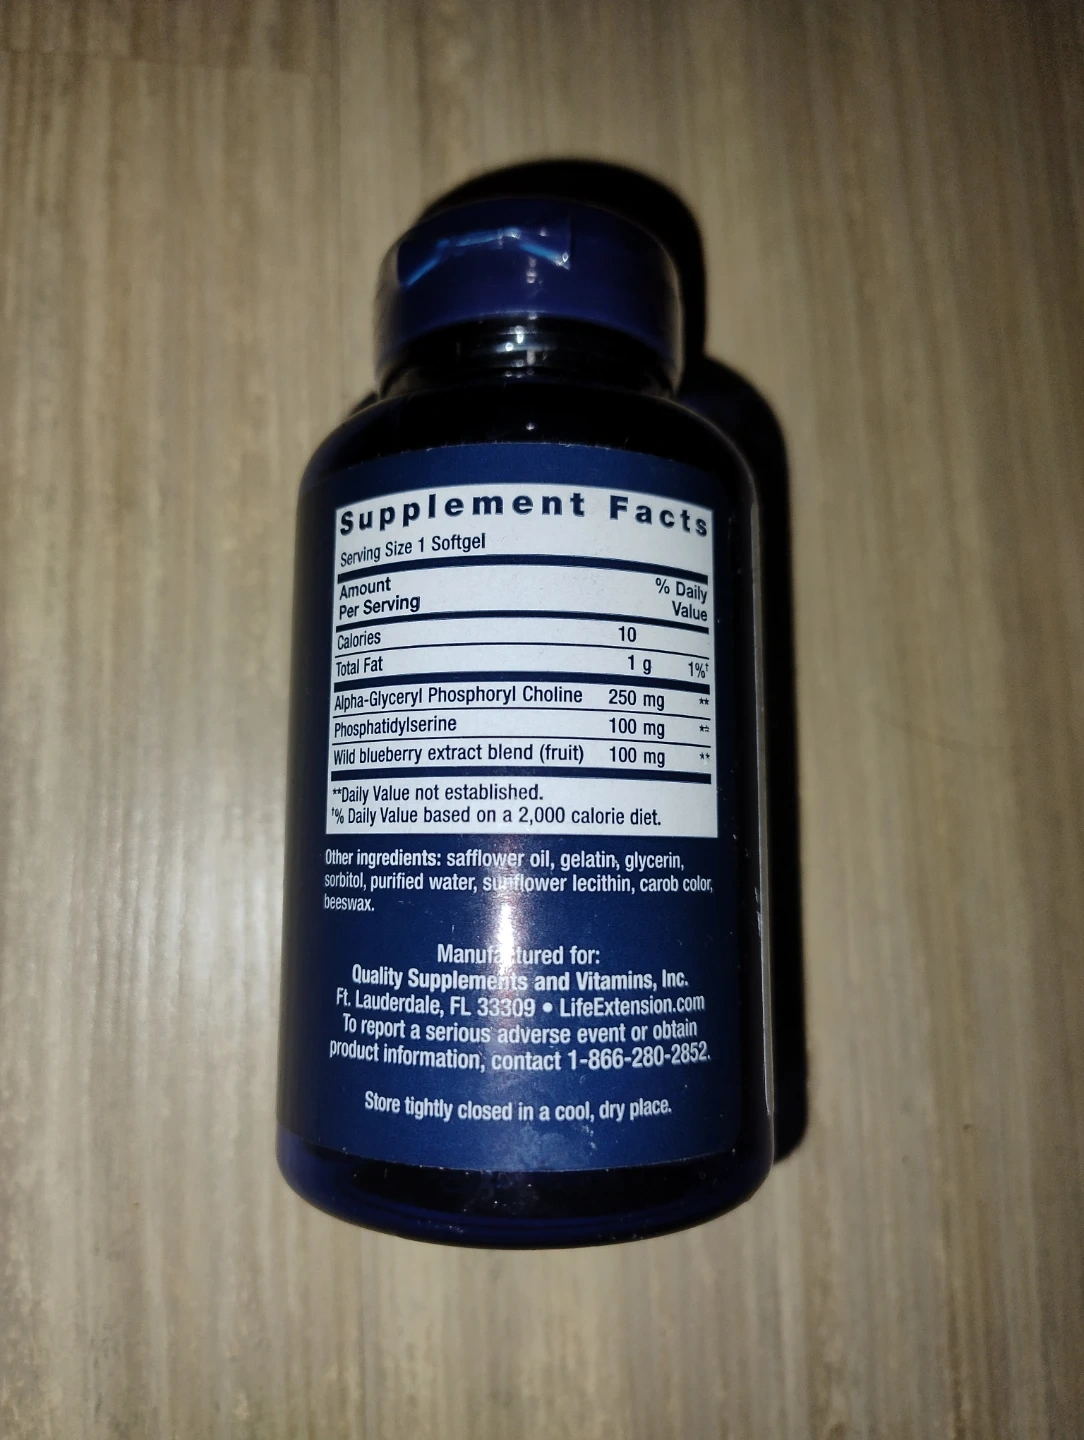 Supplement Facts
Serving Size 1 Softgel
Amount
Per Serving
% Daily
Value
Calories 10
Total Fat 1 g 1%†
Alpha-Glyceryl Phosphoryl Choline 250 mg **
Phosphatidylserine 100 mg **
Wild blueberry extract blend (fruit) 100 mg **
**Daily Value not established.
†% Daily Value based on a 2,000 calorie diet.
Other ingredients: safflower oil, gelatin, glycerin,
sorbitol, purified water, sunflower lecithin, carob color,
beeswax.
Manufactured for:
Quality Supplements and Vitamins, Inc.
Ft. Lauderdale, FL 33309 • LifeExtension.com
To report a serious adverse event or obtain
product information, contact 1-866-280-2852.
Store tightly closed in a cool, dry place.